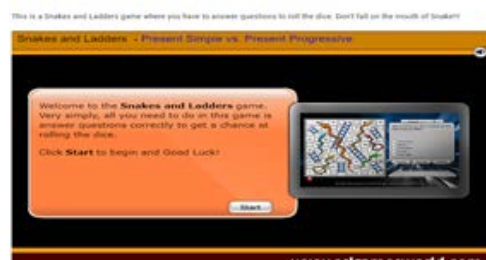 This is a Snakes and Ladders game where you have to answer questions to roll the dice. Don't fall on the mouth of Snake!!!
Snakes and Ladders - Present Simple vs. Present Progressive
Welcome to the Snakes and Ladders game.
Very simply, all you need to do in this game is
answer questions correctly to get a chance at
rolling the dice.
Click Start to begin and Good Luck!
Start